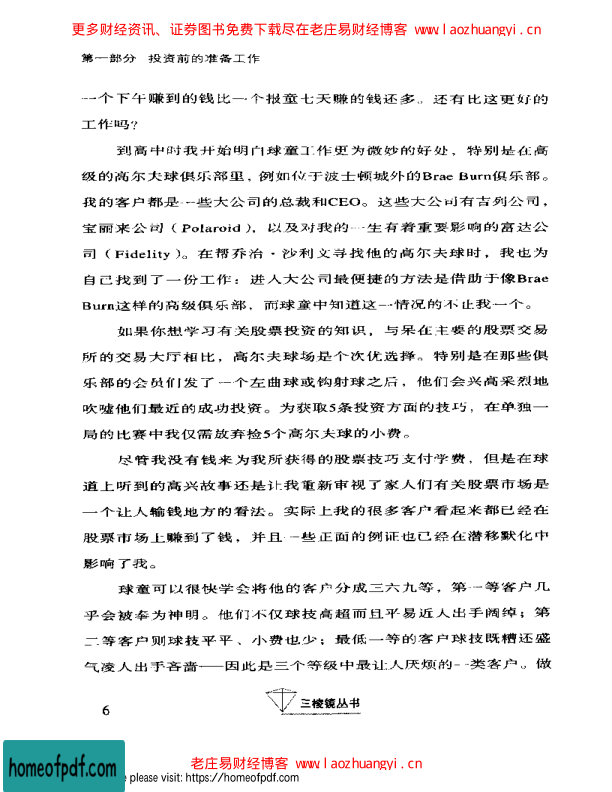 更多财经资讯、证券图书免费下载尽在老庄易财经博客 www.laozhuangyi.cn
第一部分 投资前的准备工作
一个下午赚到的钱比一个报童七天赚的钱还多。还有比这更好的
工作吗？
到高中时我开始明白球童工作更为微妙的好处，特别是在高
级的高尔夫球俱乐部里，例如位于波士顿城外的Brae Burn俱乐部。
我的客户都是一些大公司的总裁和CEO。这些大公司有吉列公司，
宝丽来公司（Polaroid），以及对我的一生有着重要影响的富达公
司（Fidelity）。在帮乔治·沙利文寻找他的高尔夫球时，我也为
自己找到了一份工作：进入大公司最便捷的方法是借助于像Brae
Burn这样的高级俱乐部，而球童中知道这一情况的不止我一个。
如果你想学习有关股票投资的知识，与呆在主要的股票交易
所的交易大厅相比，高尔夫球场是个次优选择。特别是在那些俱
乐部的会员们发了一个左曲球或钩射球之后，他们会兴高采烈地
吹嘘他们最近的成功投资。为获取5条投资方面的技巧，在单独一
局的比赛中我仅需放弃捡5个高尔夫球的小费。
尽管我没有钱来为我所获得的股票技巧支付学费，但是在球
道上听到的高兴故事还是让我重新审视了家人们有关股票市场是
一个让人输钱地方的看法。实际上我的很多客户看起来都已经在
股票市场上赚到了钱，并且一些正面的例证也已经在潜移默化中
影响了我。
球童可以很快学会将他的客户分成三六九等，第一等客户几
乎会被奉为神明。他们不仅球技高超而且平易近人出手阔绰；第
二等客户则球技平平、小费也少；最低一等的客户球技既糟还盛
气凌人出手吝啬——因此是三个等级中最让人厌烦的一类客户。做
6
三棱镜丛书
老庄易财经博客 www.laozhuangyi.cn
homeofpdf.com
e please visit: https://homeofpdf.com